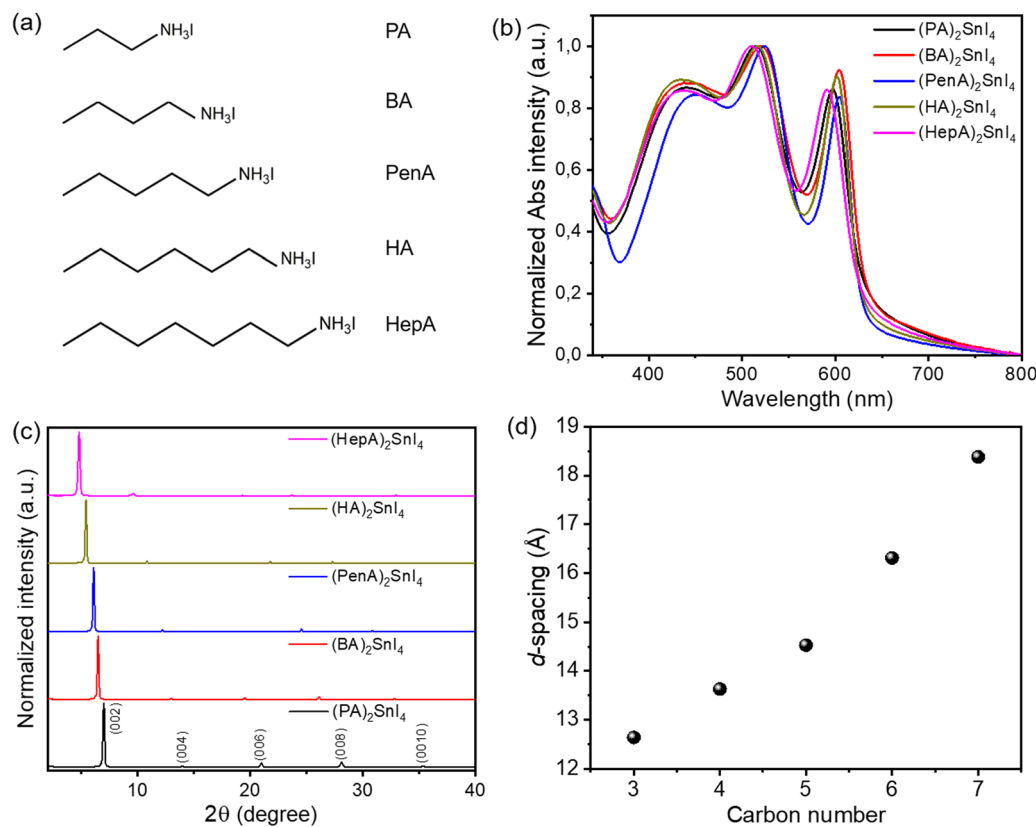 (a)
NH3I PA
NH3I BA
NH3I PenA
NH3I HA
NH3I HepA
(b)
Normalized Abs intensity (a.u.)
1,0
0,8
0,6
0,4
0,2
0,0
(PA)2SnI4
(BA)2SnI4
(PenA)2SnI4
(HA)2SnI4
(HepA)2SnI4
400 500 600 700 800
Wavelength (nm)
(c)
Normalized intensity (a.u.)
(HepA)2SnI4
(HA)2SnI4
(PenA)2SnI4
(BA)2SnI4
(PA)2SnI4
(002)
(004)
(006)
(008)
(0010)
10 20 30 40
2θ (degree)
(d)
d-spacing (Å)
19
18
17
16
15
14
13
12
3 4 5 6 7
Carbon number